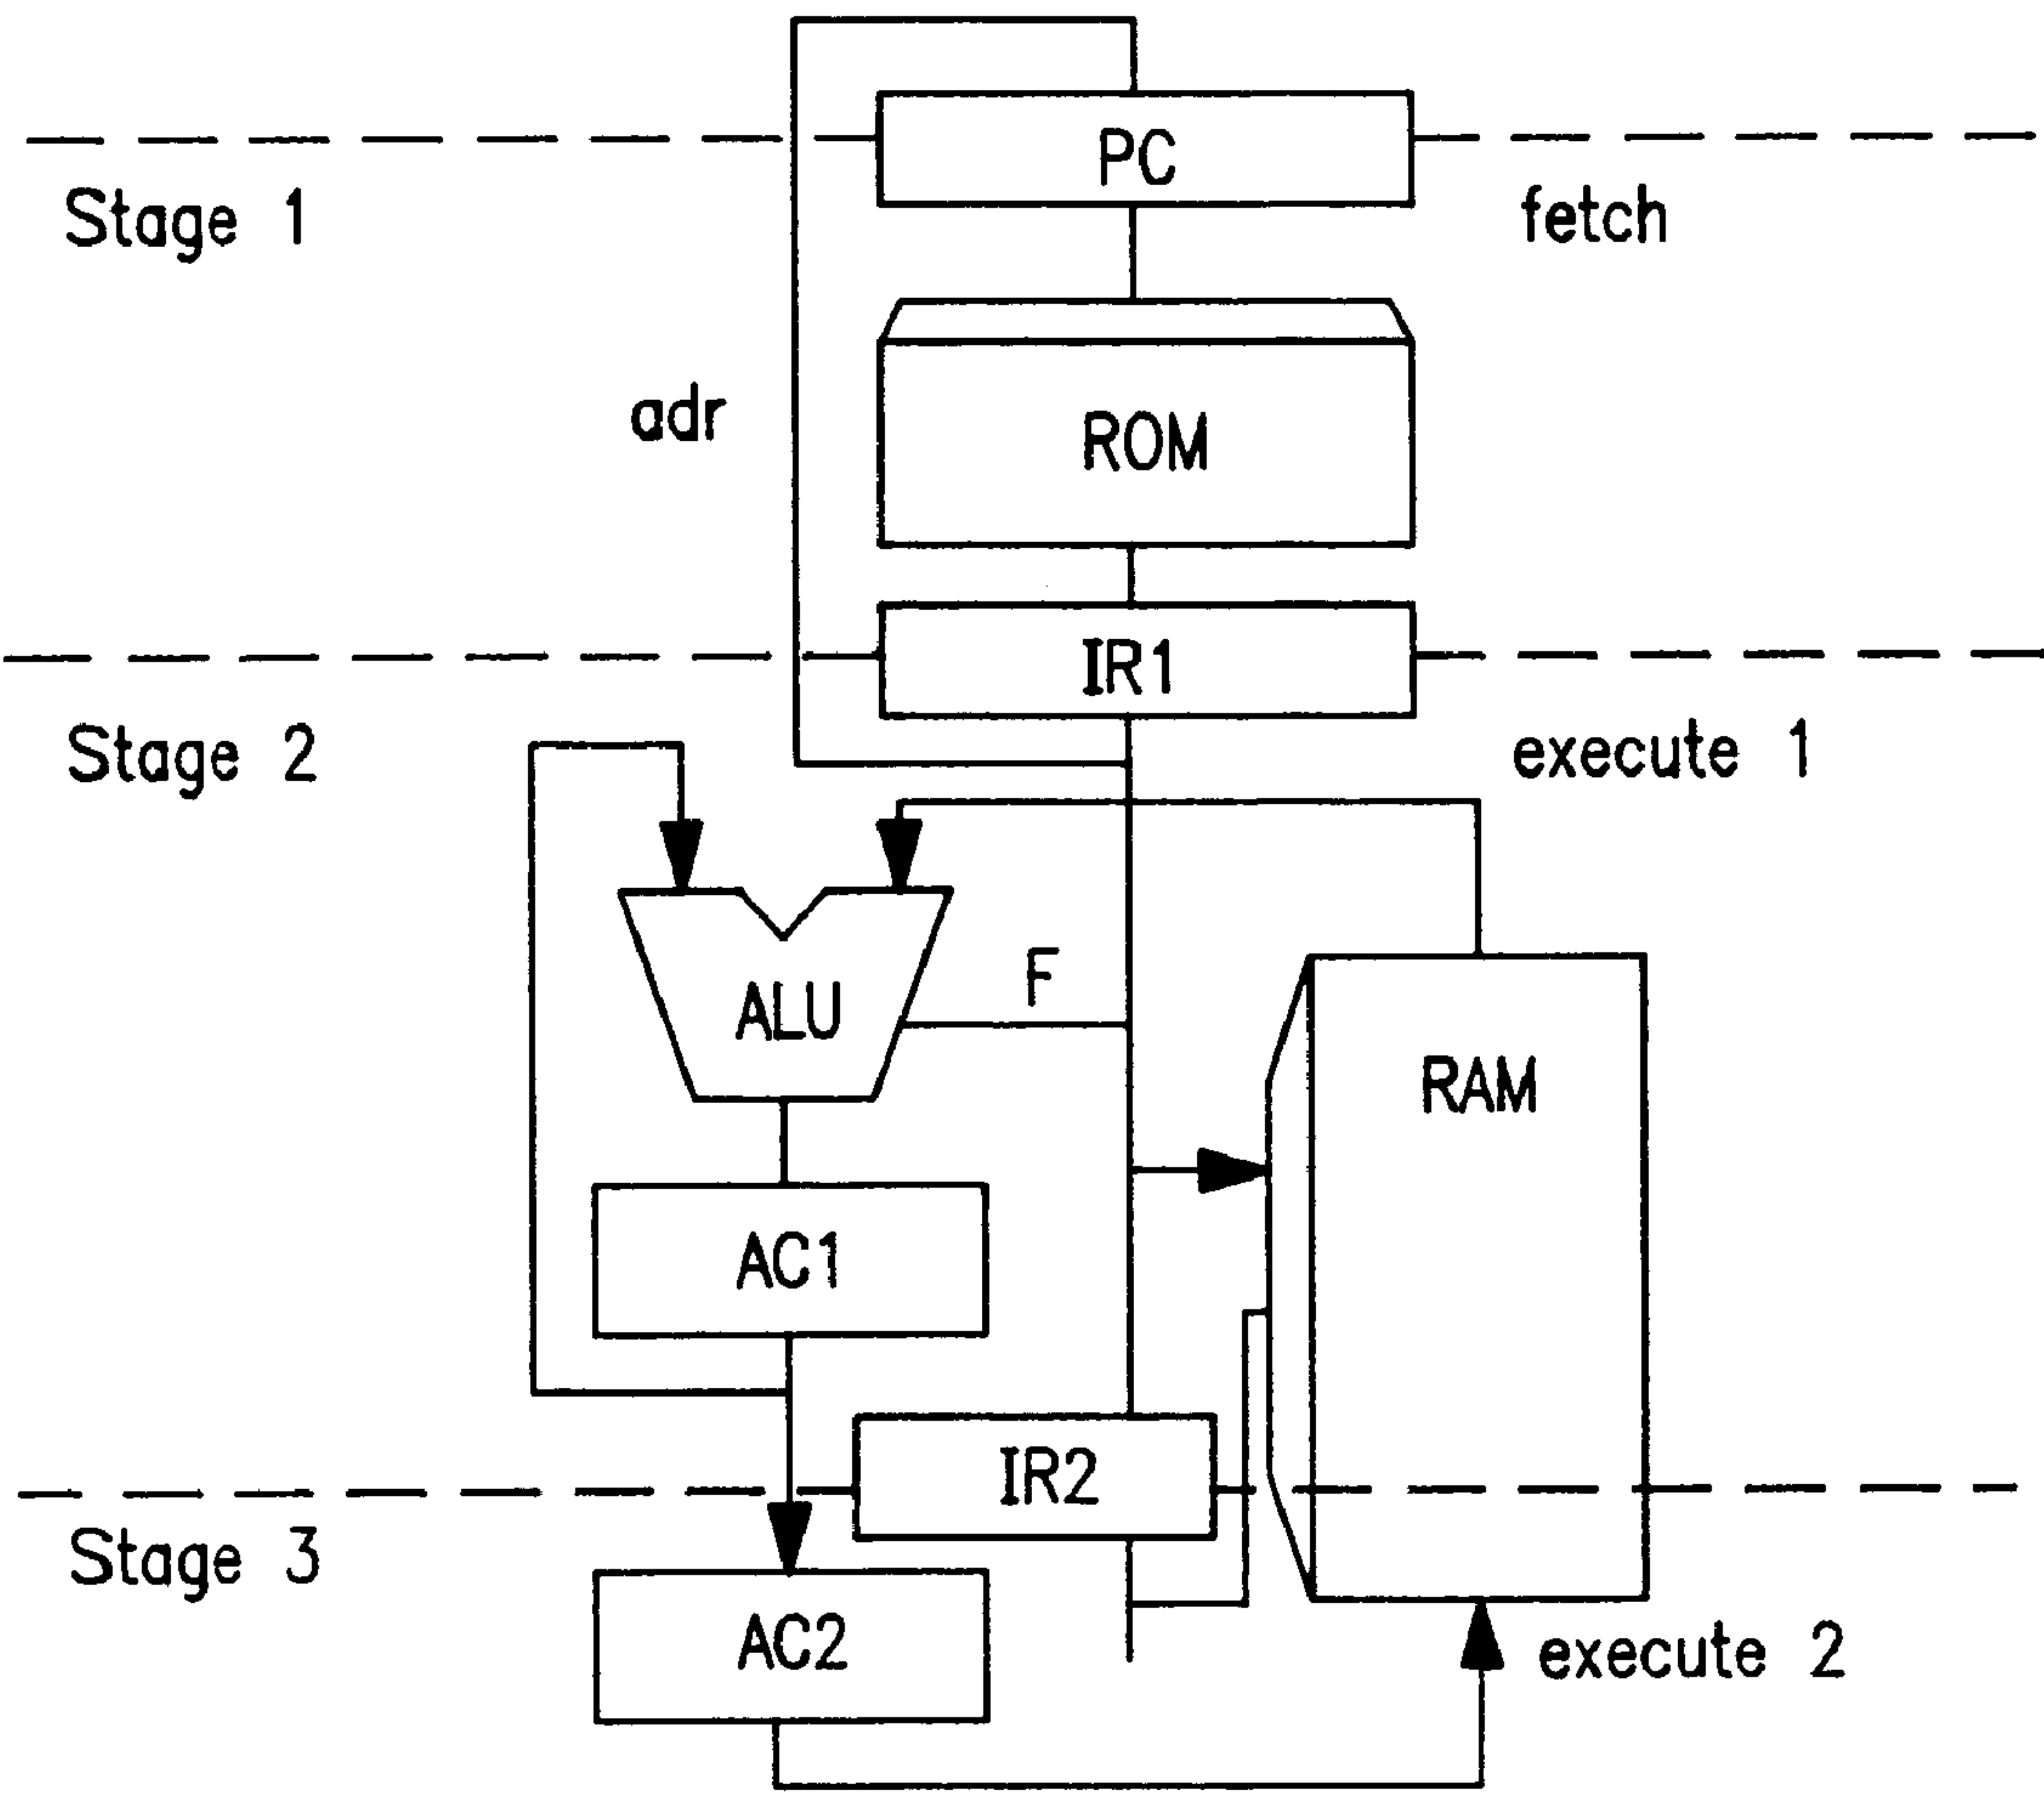 PC
Stage 1
fetch
adr
ROM
IR1
Stage 2
execute 1
F
ALU
RAM
AC1
IR2
Stage 3
AC2
execute 2